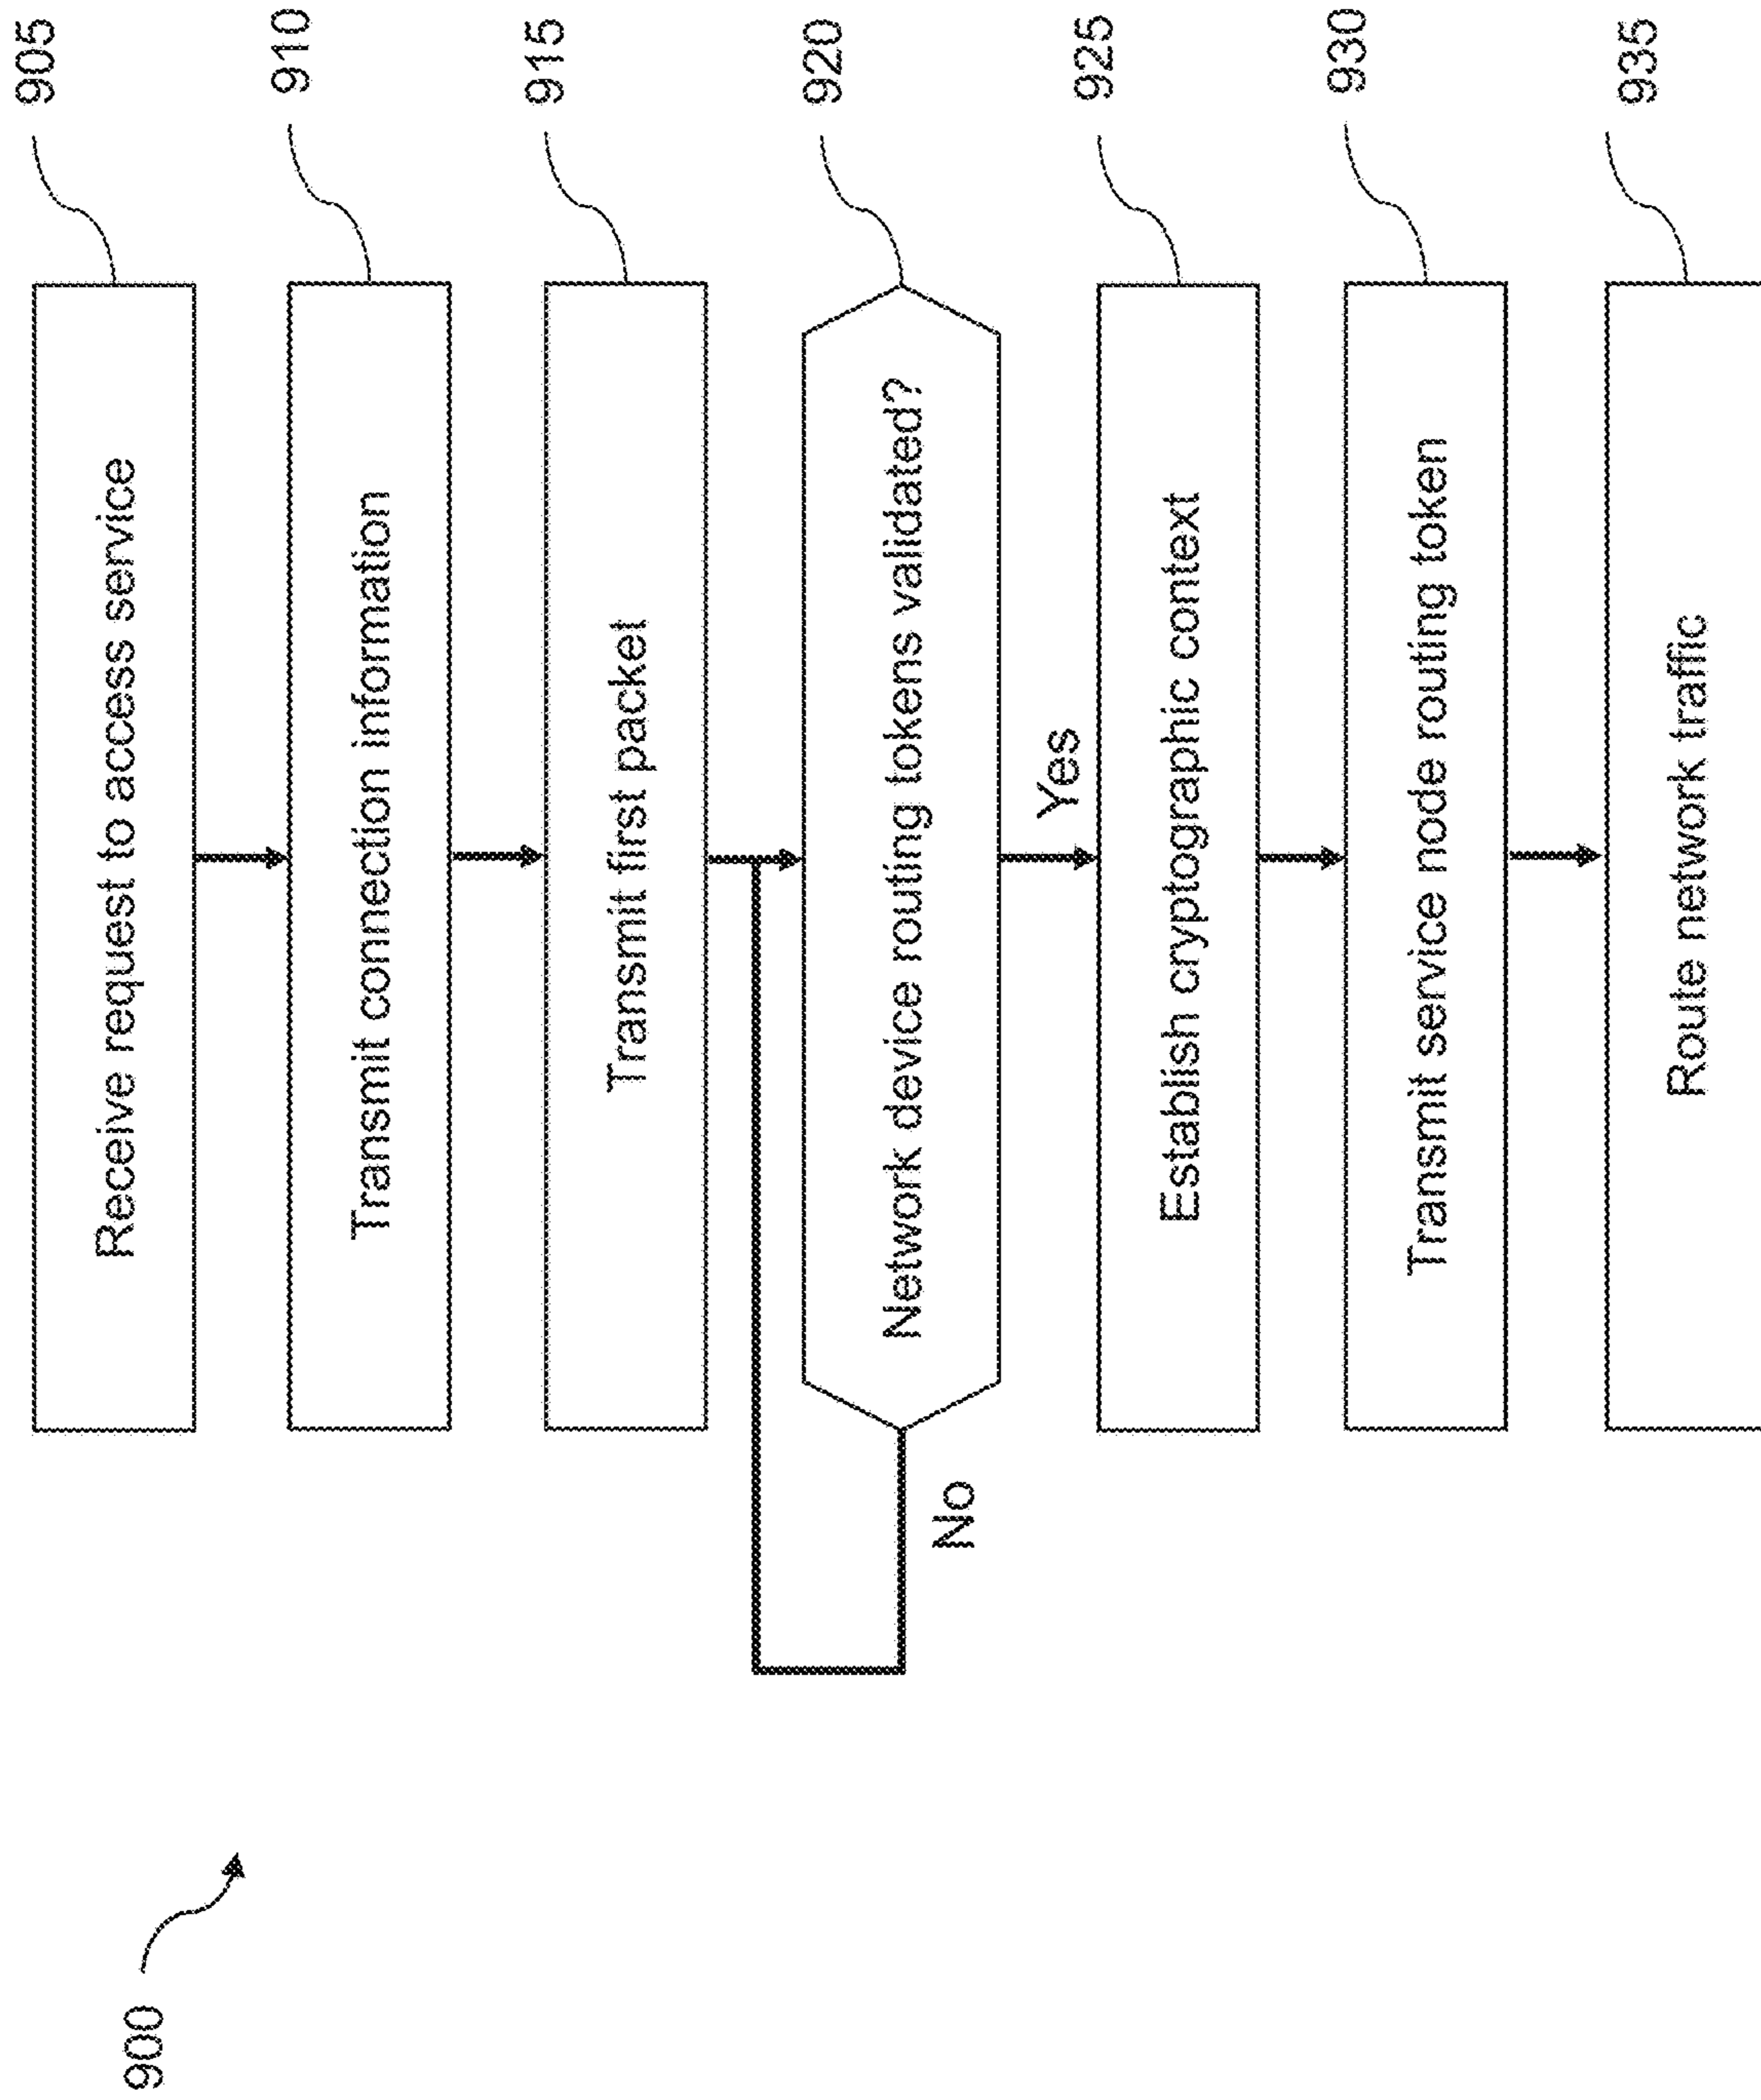 900
Receive request to access service
905
Transmit connection information
910
Transmit first packet
915
Network device routing tokens validated?
920
No
Yes
Establish cryptographic context
925
Transmit service node routing token
930
Route network traffic
935